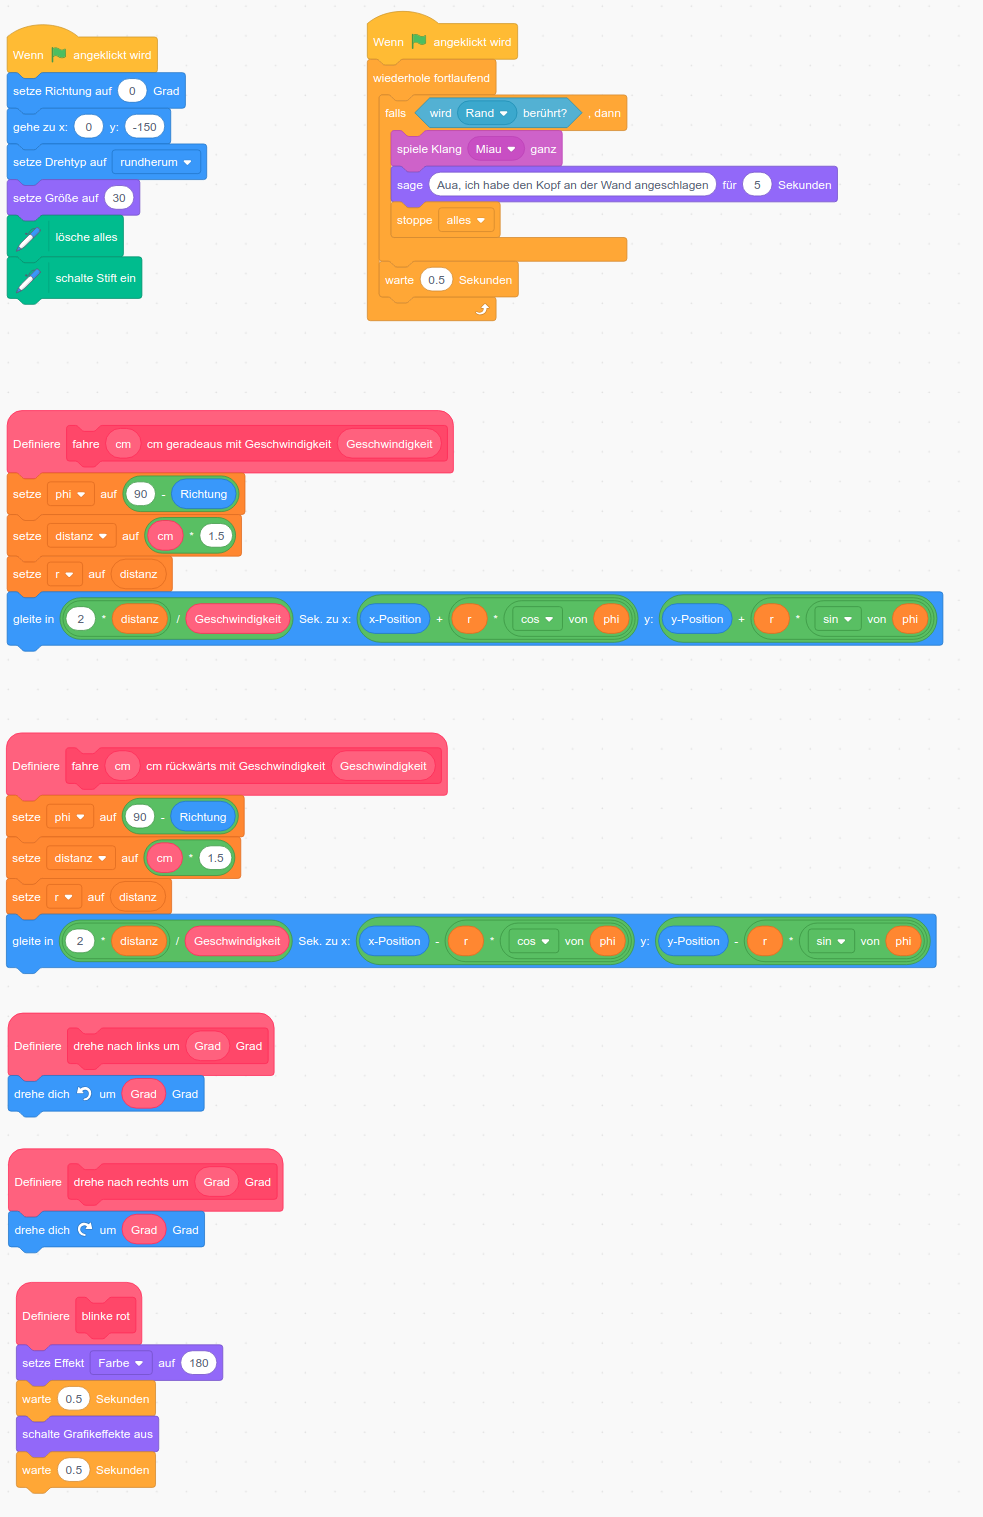 Wenn angeklickt wird
setze Richtung auf 0 Grad
gehe zu x: 0 y: -150
setze Drehtyp auf rundherum
setze Größe auf 30
lösche alles
schalte Stift ein
Wenn angeklickt wird
wiederhole fortlaufend
falls wird Rand berührt? , dann
spiele Klang Miau ganz
sage Aua, ich habe den Kopf an der Wand angeschlagen für 5 Sekunden
stoppe alles
warte 0.5 Sekunden
Definiere fahre cm cm geradeaus mit Geschwindigkeit Geschwindigkeit
setze phi auf 90 - Richtung
setze distanz auf cm * 1.5
setze r auf distanz
gleite in 2 * distanz / Geschwindigkeit Sek. zu x: x-Position + r * cos von phi y: y-Position + r * sin von phi
Definiere fahre cm cm rückwärts mit Geschwindigkeit Geschwindigkeit
setze phi auf 90 - Richtung
setze distanz auf cm * 1.5
setze r auf distanz
gleite in 2 * distanz / Geschwindigkeit Sek. zu x: x-Position - r * cos von phi y: y-Position - r * sin von phi
Definiere drehe nach links um Grad Grad
drehe dich um Grad Grad
Definiere drehe nach rechts um Grad Grad
drehe dich um Grad Grad
Definiere blinke rot
setze Effekt Farbe auf 180
warte 0.5 Sekunden
schalte Grafikeffekte aus
warte 0.5 Sekunden